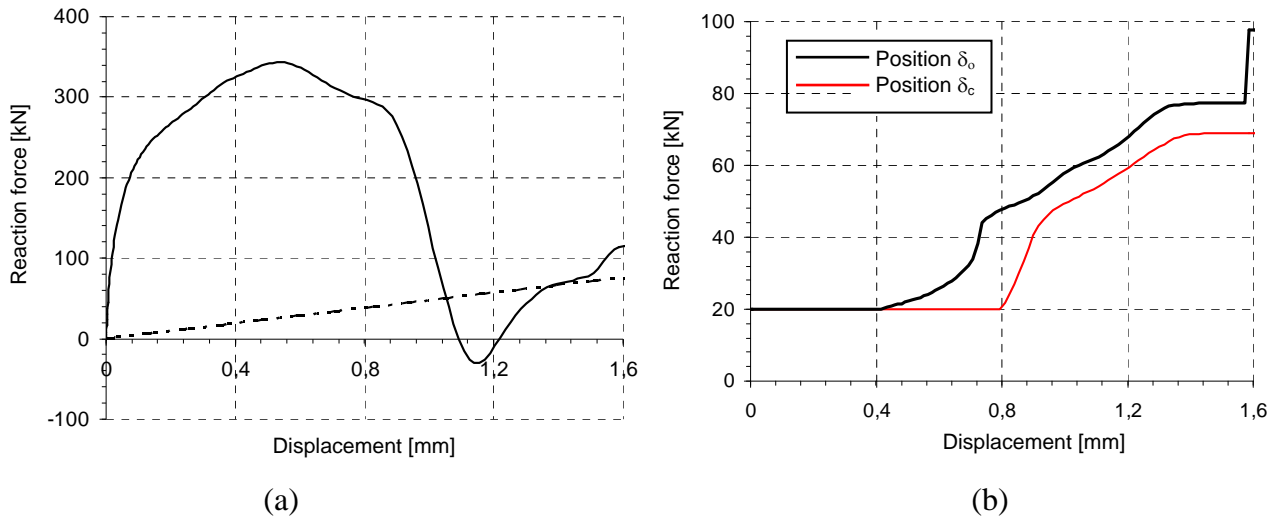 400
300
200
100
0
-100
0
0,4
0,8
1,2
1,6
Reaction force [kN]
Displacement [mm]
(a)
100
80
60
40
20
0
0
0,4
0,8
1,2
1,6
Reaction force [kN]
Displacement [mm]
Position δo
Position δc
(b)